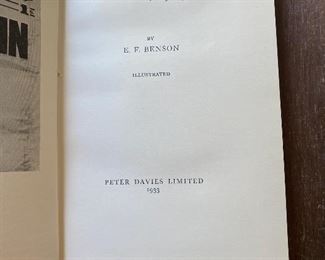 BY
E. F. BENSON
ILLUSTRATED
PETER DAVIES LIMITED
1933